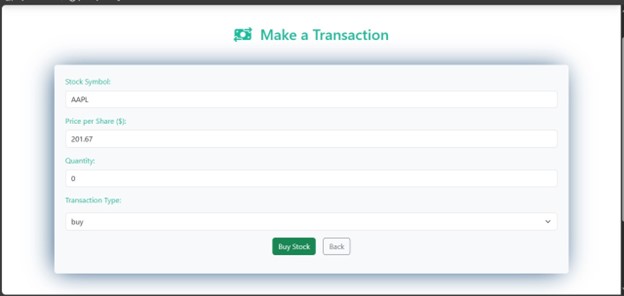 Make a Transaction
Stock Symbol:
AAPL
Price per Share ($):
201.67
Quantity:
0
Transaction Type:
buy
Buy Stock Back